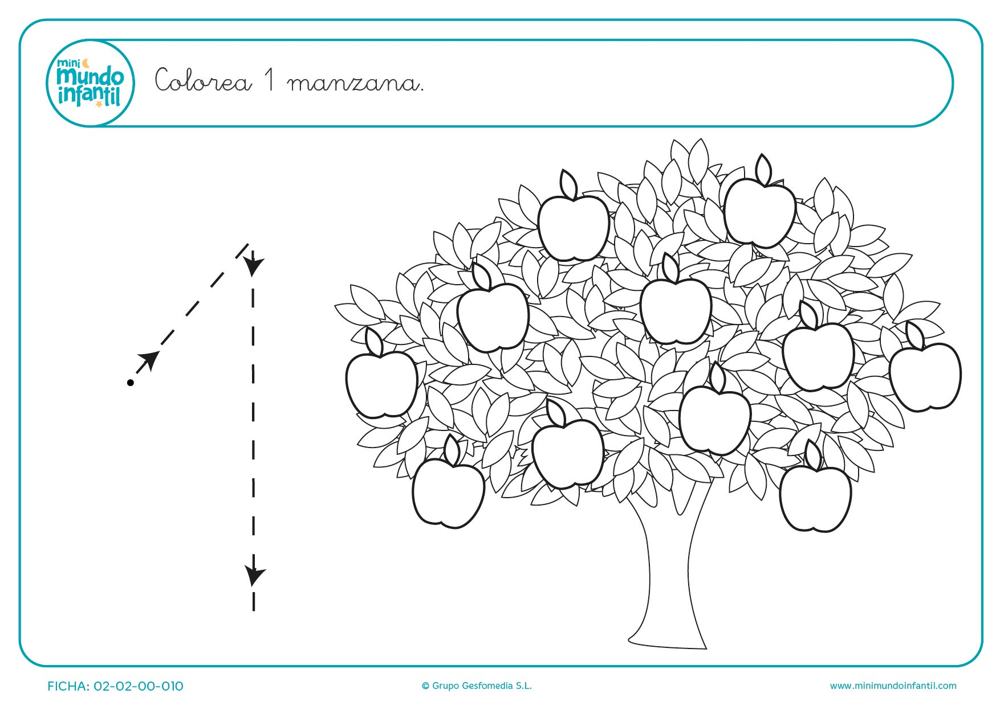 mini
mundo
infantil
Colorea 1 manzana.
FICHA: 02-02-00-010
© Grupo Gesfomedia S.L.
www.minimundoinfantil.com